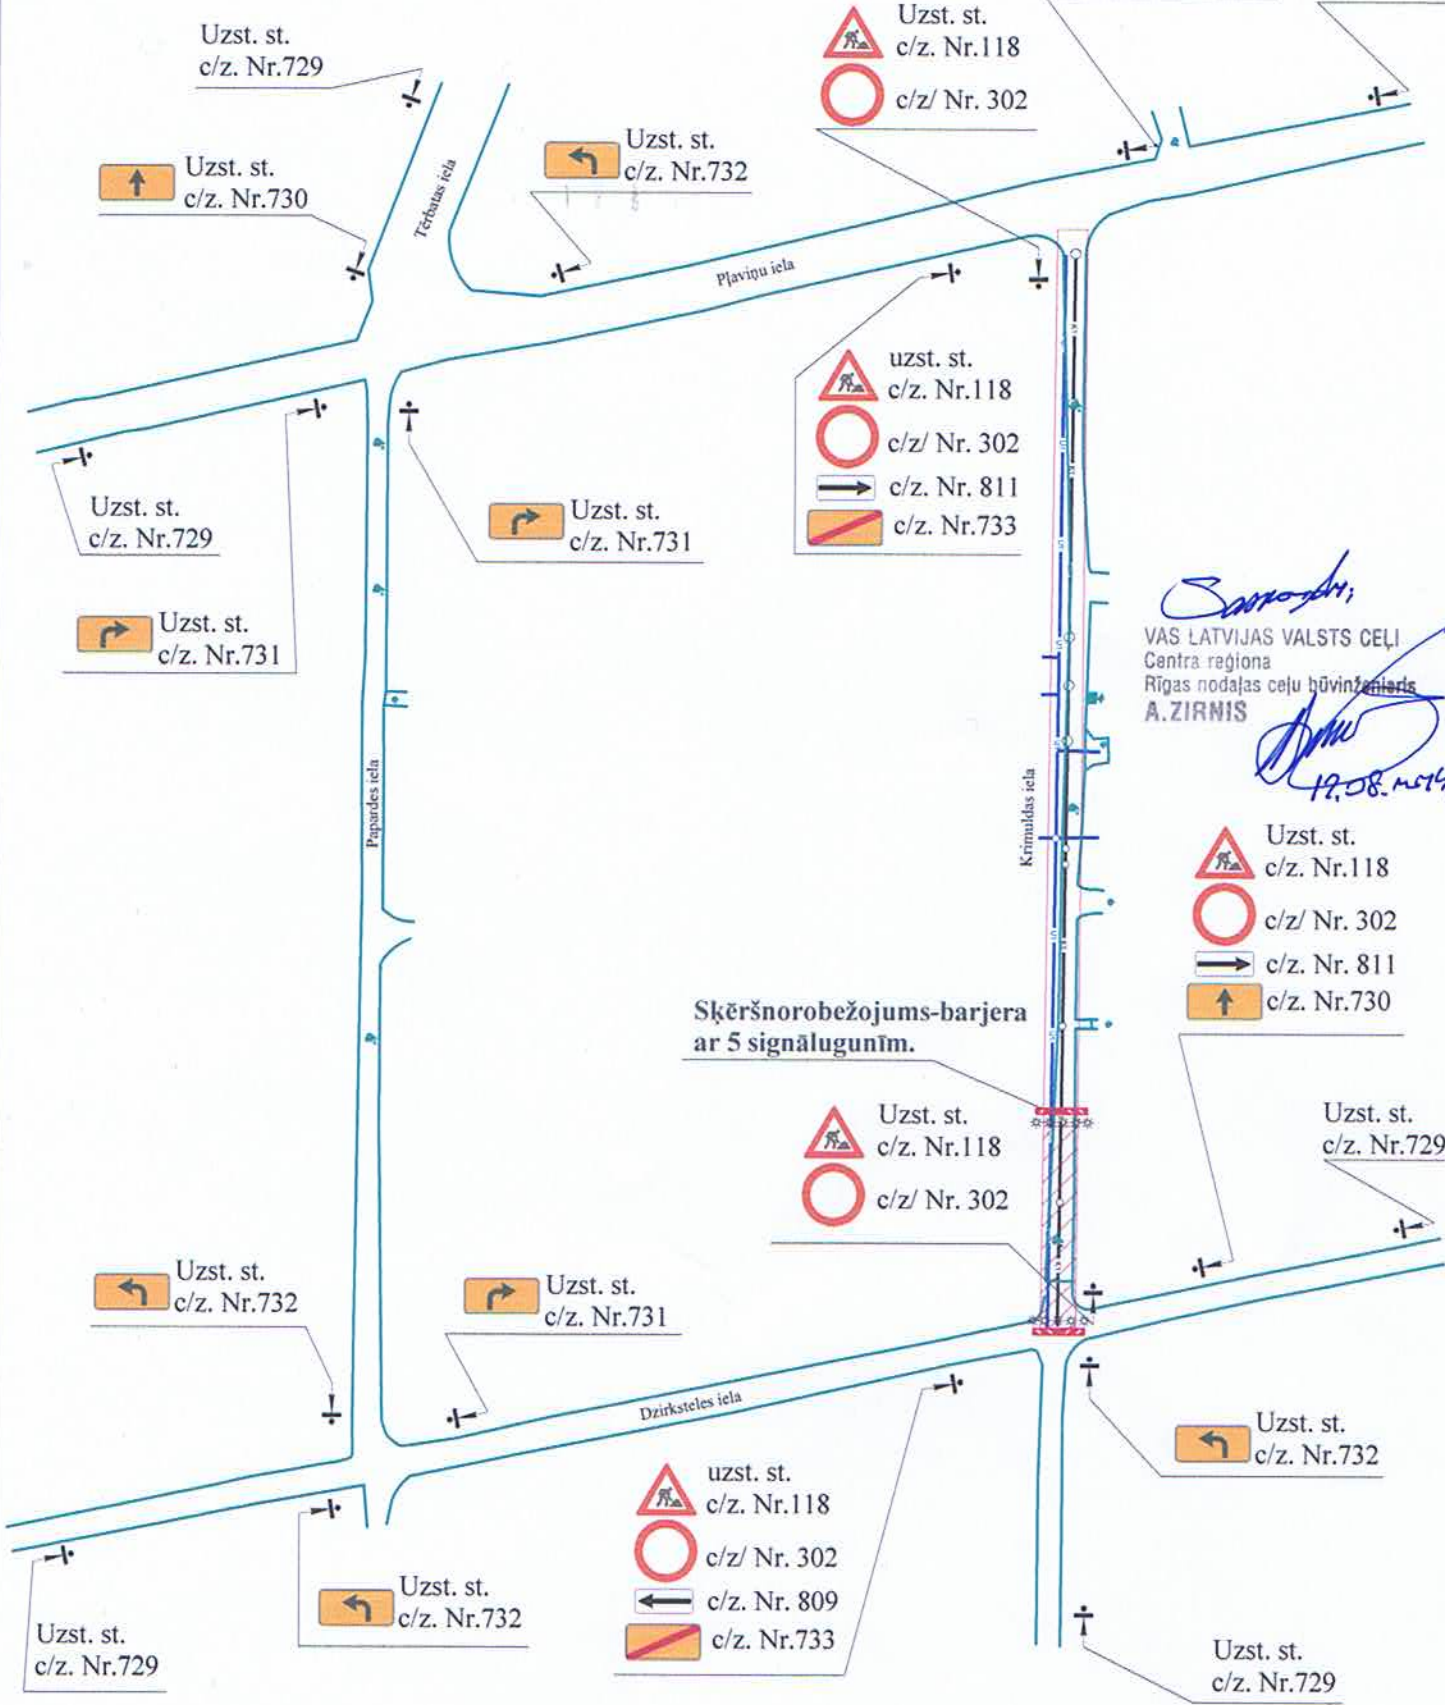 Uzst. st.
c/z. Nr.729
Uzst. st.
c/z. Nr.118
c/z/ Nr. 302
Uzst. st.
c/z. Nr.730
Uzst. st.
c/z. Nr.732
Tērbatas iela
Pļaviņu iela
uzst. st.
c/z. Nr.118
c/z/ Nr. 302
c/z. Nr. 811
c/z. Nr.733
Uzst. st.
c/z. Nr.729
Uzst. st.
c/z. Nr.731
Uzst. st.
c/z. Nr.731
VAS LATVIJAS VALSTS CEĻI
Centra reģiona
Rīgas nodaļas ceļu būvinženieris
A.ZIRNIS
Papardes iela
Krimuldas iela
Uzst. st.
c/z. Nr.118
c/z/ Nr. 302
c/z. Nr. 811
c/z. Nr.730
Šķēršnorobežojums-barjera
ar 5 signālugunīm.
Uzst. st.
c/z. Nr.118
c/z/ Nr. 302
Uzst. st.
c/z. Nr.729
Uzst. st.
c/z. Nr.732
Uzst. st.
c/z. Nr.731
Dzirksteles iela
Uzst. st.
c/z. Nr.732
uzst. st.
c/z. Nr.118
c/z/ Nr. 302
c/z. Nr. 809
c/z. Nr.733
Uzst. st.
c/z. Nr.732
Uzst. st.
c/z. Nr.729
Uzst. st.
c/z. Nr.729